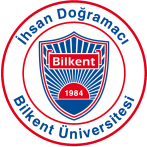 İhsan Doğramacı
Bilkent
1984
Bilkent Üniversitesi